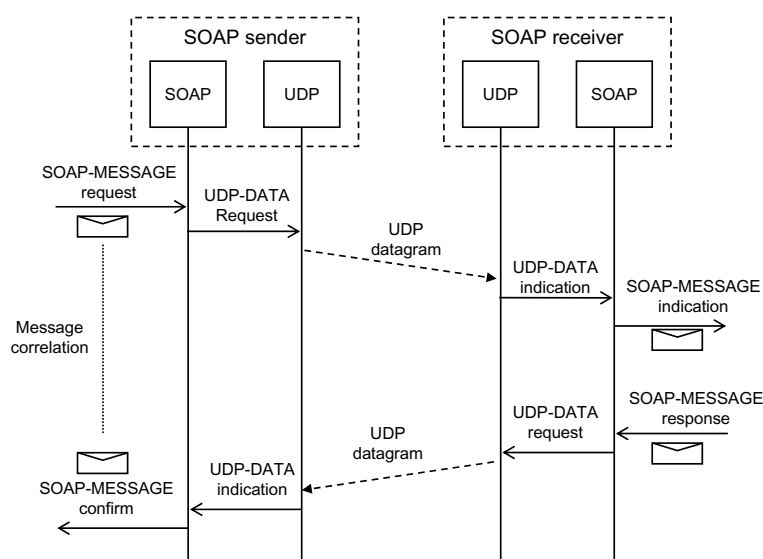 SOAP sender
SOAP receiver
SOAP
UDP
UDP
SOAP
SOAP-MESSAGE
request
UDP-DATA
Request
UDP
datagram
UDP-DATA
indication
SOAP-MESSAGE
indication
Message
correlation
SOAP-MESSAGE
response
UDP-DATA
request
UDP
datagram
UDP-DATA
indication
SOAP-MESSAGE
confirm